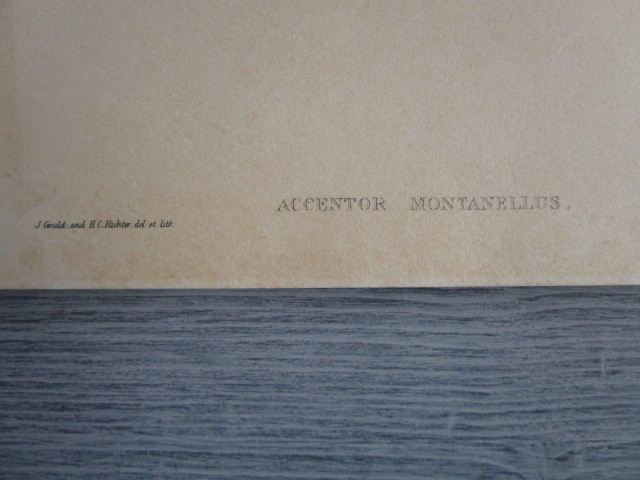 ACCENTOR MONTANELLUS.
J. Gould and H.C. Richter del et lith.